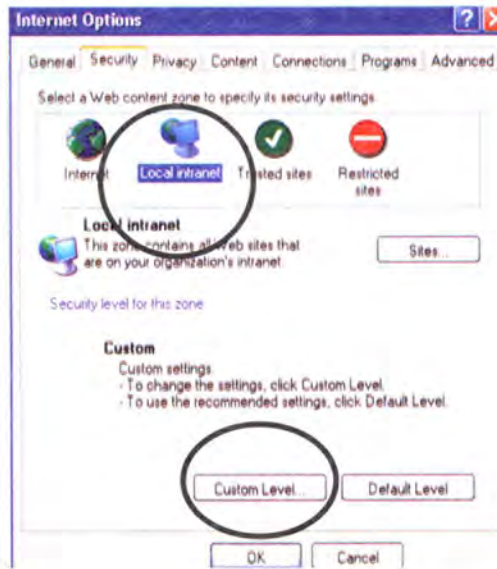 Internet Options
General Security Privacy Content Connections Programs Advanced
Select a Web content zone to specify its security settings
Internet Local intranet Trusted sites Restricted sites
Local intranet
This zone contains all Web sites that
are on your organization's intranet.
Sites...
Security level for this zone
Custom
Custom settings
- To change the settings, click Custom Level.
- To use the recommended settings, click Default Level.
Custom Level... Default Level
OK Cancel